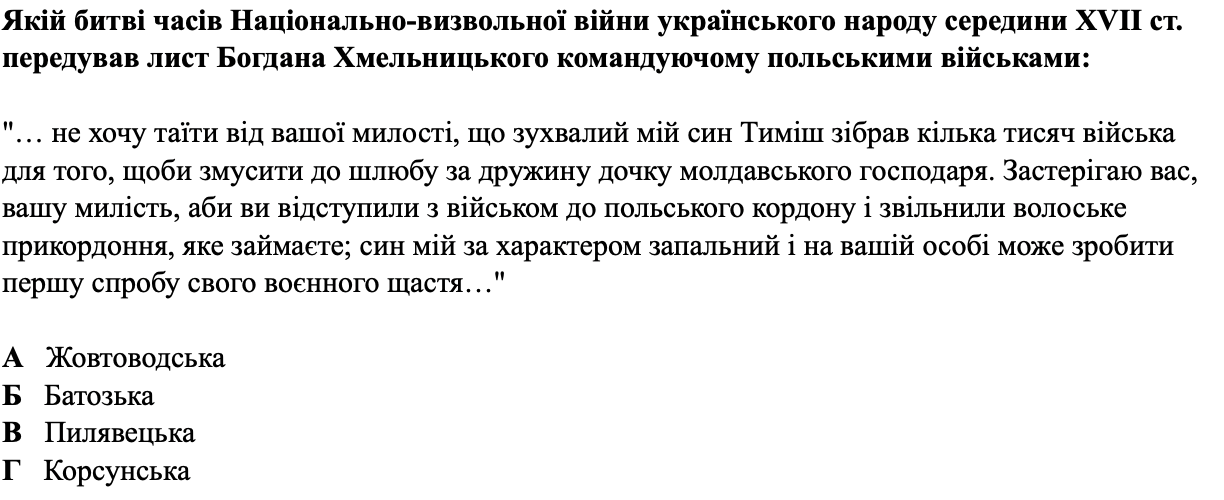 Якій битві часів Національно-визвольної війни українського народу середини XVII ст.
передував лист Богдана Хмельницького командуючому польськими військами:
"… не хочу таїти від вашої милості, що зухвалий мій син Тиміш зібрав кілька тисяч війська
для того, щоби змусити до шлюбу за дружину дочку молдавського господаря. Застерігаю вас,
вашу милість, аби ви відступили з військом до польського кордону і звільнили волоське
прикордоння, яке займаєте; син мій за характером запальний і на вашій особі може зробити
першу спробу свого воєнного щастя…"
А Жовтоводська
Б Батозька
В Пилявецька
Г Корсунська